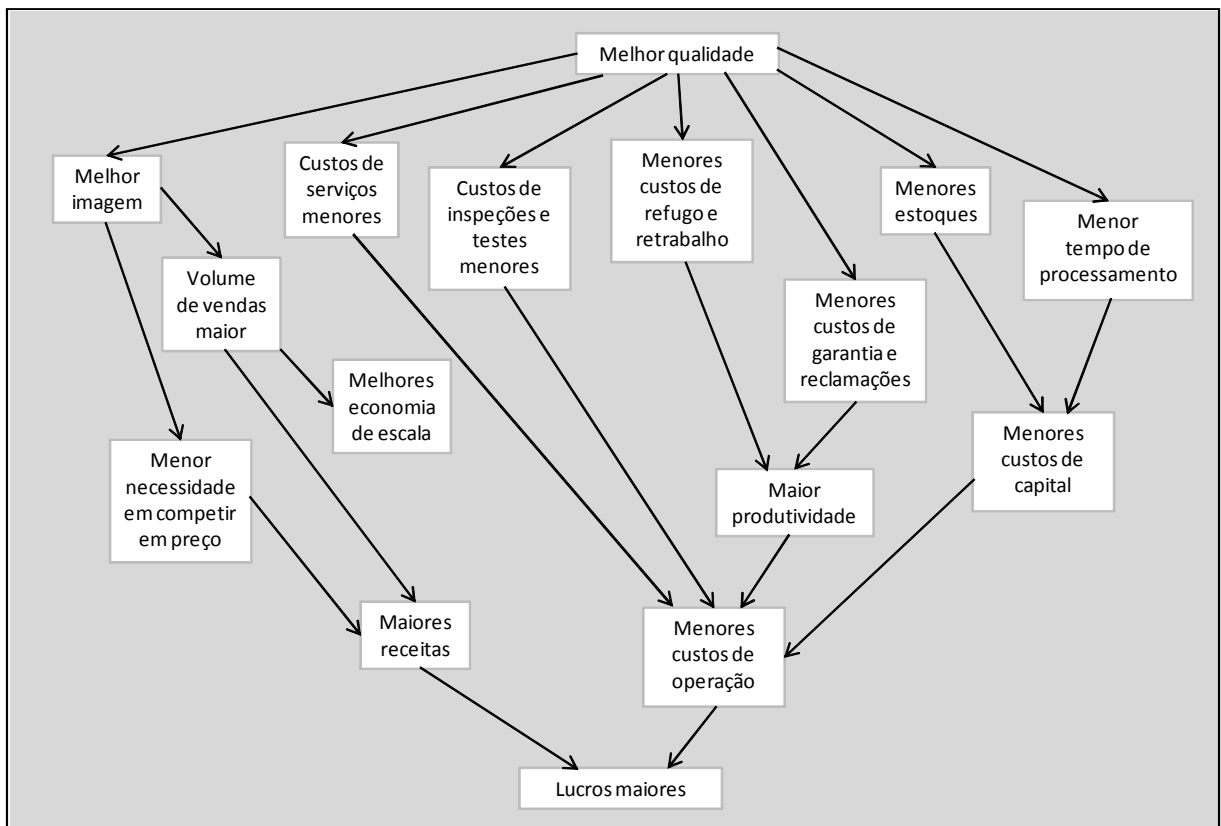 Melhor qualidade
Melhor
imagem
Custos de
serviços
menores
Custos de
inspeções e
testes
menores
Menores
custos de
refugo e
retrabalho
Menores
estoques
Menor
tempo de
processamento
Volume
de vendas
maior
Menores
custos de
garantia e
reclamações
Melhores
economia
de escala
Menores
custos de
capital
Menor
necessidade
em competir
em preço
Maior
produtividade
Maiores
receitas
Menores
custos de
operação
Lucros maiores